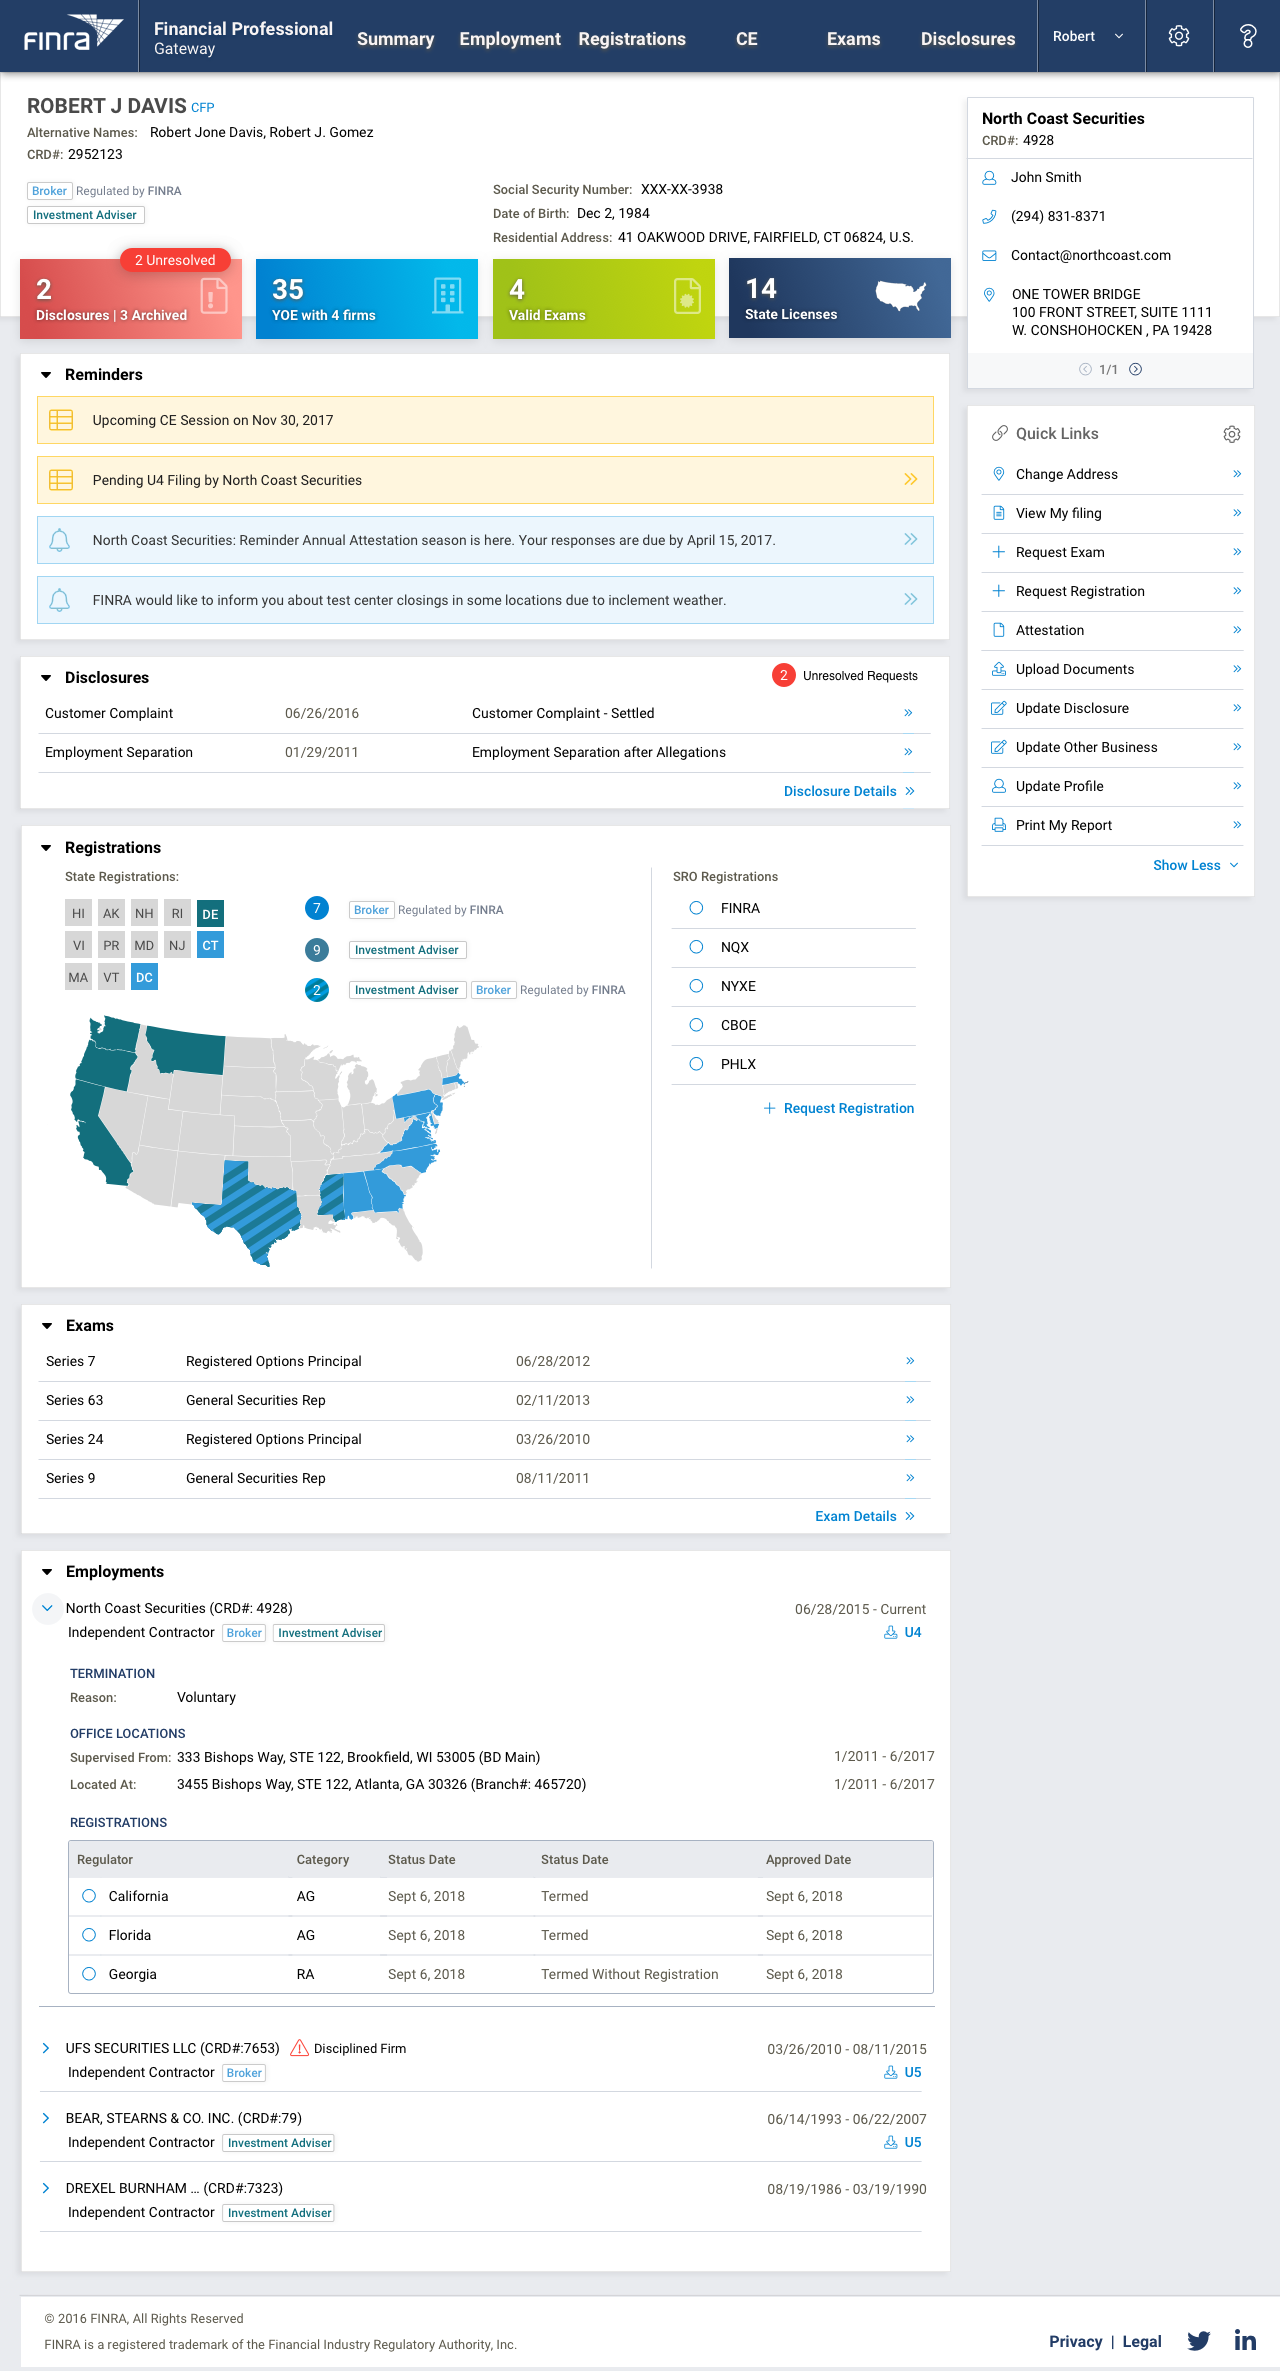 finra
Financial Professional
Gateway
Summary Employment Registrations CE Exams Disclosures Robert
ROBERT J DAVIS CFP
Alternative Names: Robert Jone Davis, Robert J. Gomez
CRD#: 2952123
Broker Regulated by FINRA
Investment Adviser
Social Security Number: XXX-XX-3938
Date of Birth: Dec 2, 1984
Residential Address: 41 OAKWOOD DRIVE, FAIRFIELD, CT 06824, U.S.
2 Unresolved
2
Disclosures | 3 Archived
35
YOE with 4 firms
4
Valid Exams
14
State Licenses
North Coast Securities
CRD#: 4928
John Smith
(294) 831-8371
Contact@northcoast.com
ONE TOWER BRIDGE
100 FRONT STREET, SUITE 1111
W. CONSHOHOCKEN , PA 19428
1/1
Reminders
Upcoming CE Session on Nov 30, 2017
Pending U4 Filing by North Coast Securities
North Coast Securities: Reminder Annual Attestation season is here. Your responses are due by April 15, 2017.
FINRA would like to inform you about test center closings in some locations due to inclement weather.
Quick Links
Change Address
View My filing
Request Exam
Request Registration
Attestation
Upload Documents
Update Disclosure
Update Other Business
Update Profile
Print My Report
Show Less
Disclosures
2 Unresolved Requests
Customer Complaint 06/26/2016 Customer Complaint - Settled
Employment Separation 01/29/2011 Employment Separation after Allegations
Disclosure Details
Registrations
State Registrations:
HI AK NH RI DE
VI PR MD NJ CT
MA VT DC
7 Broker Regulated by FINRA
9 Investment Adviser
2 Investment Adviser Broker Regulated by FINRA
SRO Registrations
FINRA
NQX
NYXE
CBOE
PHLX
Request Registration
Exams
Series 7 Registered Options Principal 06/28/2012
Series 63 General Securities Rep 02/11/2013
Series 24 Registered Options Principal 03/26/2010
Series 9 General Securities Rep 08/11/2011
Exam Details
Employments
North Coast Securities (CRD#: 4928) 06/28/2015 - Current
Independent Contractor Broker Investment Adviser U4
TERMINATION
Reason: Voluntary
OFFICE LOCATIONS
Supervised From: 333 Bishops Way, STE 122, Brookfield, WI 53005 (BD Main) 1/2011 - 6/2017
Located At: 3455 Bishops Way, STE 122, Atlanta, GA 30326 (Branch#: 465720) 1/2011 - 6/2017
REGISTRATIONS
Regulator Category Status Date Status Date Approved Date
California AG Sept 6, 2018 Termed Sept 6, 2018
Florida AG Sept 6, 2018 Termed Sept 6, 2018
Georgia RA Sept 6, 2018 Termed Without Registration Sept 6, 2018
UFS SECURITIES LLC (CRD#:7653) Disciplined Firm 03/26/2010 - 08/11/2015
Independent Contractor Broker U5
BEAR, STEARNS & CO. INC. (CRD#:79) 06/14/1993 - 06/22/2007
Independent Contractor Investment Adviser U5
DREXEL BURNHAM ... (CRD#:7323) 08/19/1986 - 03/19/1990
Independent Contractor Investment Adviser
© 2016 FINRA, All Rights Reserved
FINRA is a registered trademark of the Financial Industry Regulatory Authority, Inc.
Privacy | Legal in